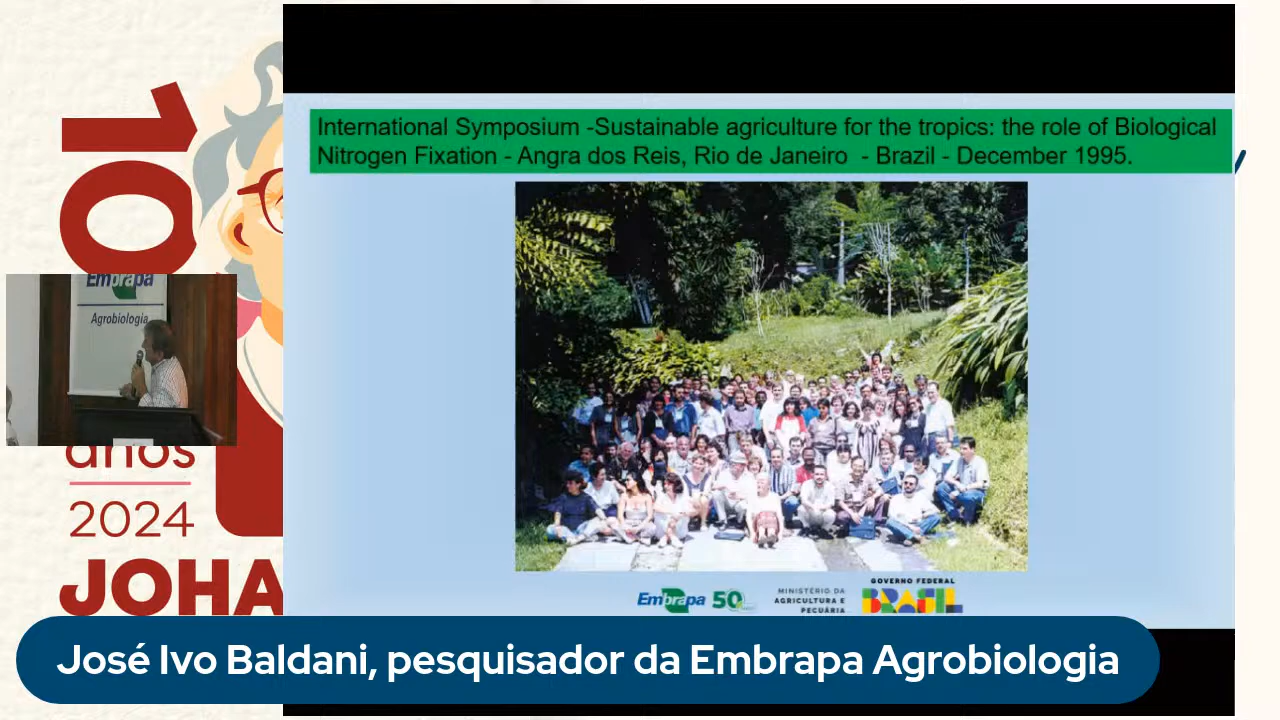 10
anos
2024
JOHA
Embrapa
Agrobiologia
International Symposium -Sustainable agriculture for the tropics: the role of Biological
Nitrogen Fixation - Angra dos Reis, Rio de Janeiro - Brazil - December 1995.
Embrapa 50
MINISTÉRIO DA
AGRICULTURA E
PECUÁRIA
GOVERNO FEDERAL
BRASIL
José Ivo Baldani, pesquisador da Embrapa Agrobiologia